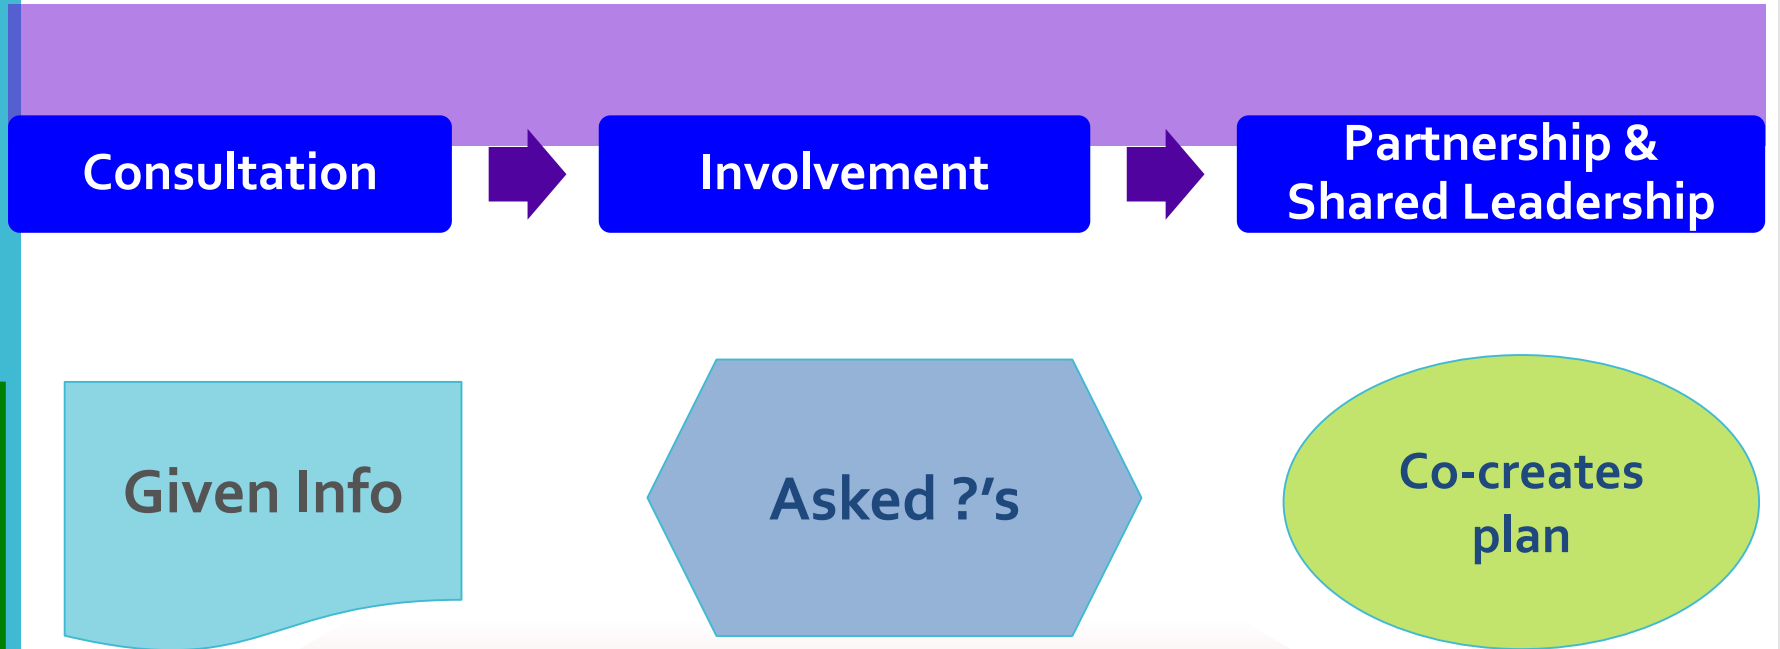 Consultation
Involvement
Partnership &
Shared Leadership
Given Info
Asked ?’s
Co-creates
plan